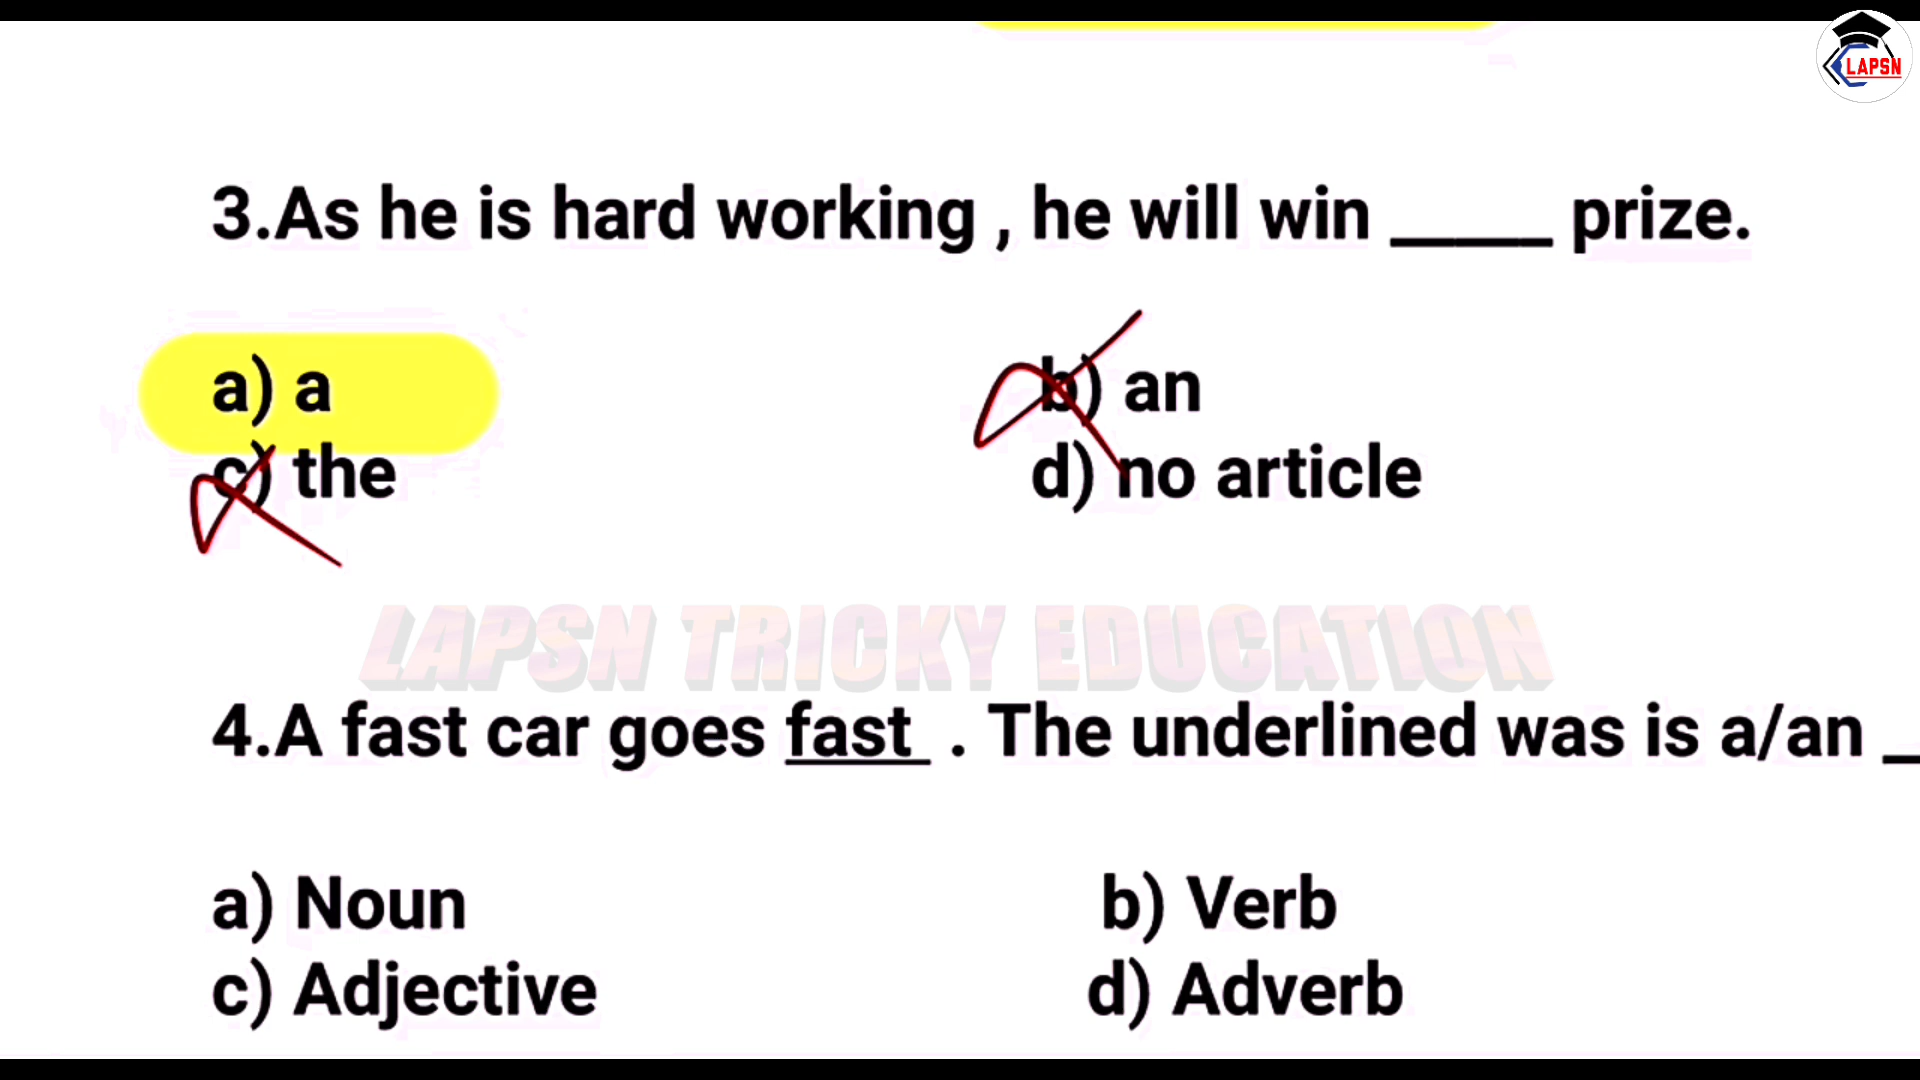 LAPSN
3.As he is hard working , he will win _____ prize.
a) a
b) an
c) the
d) no article
LAPSN TRICKY EDUCATION
4.A fast car goes fast . The underlined was is a/an _
a) Noun
b) Verb
c) Adjective
d) Adverb